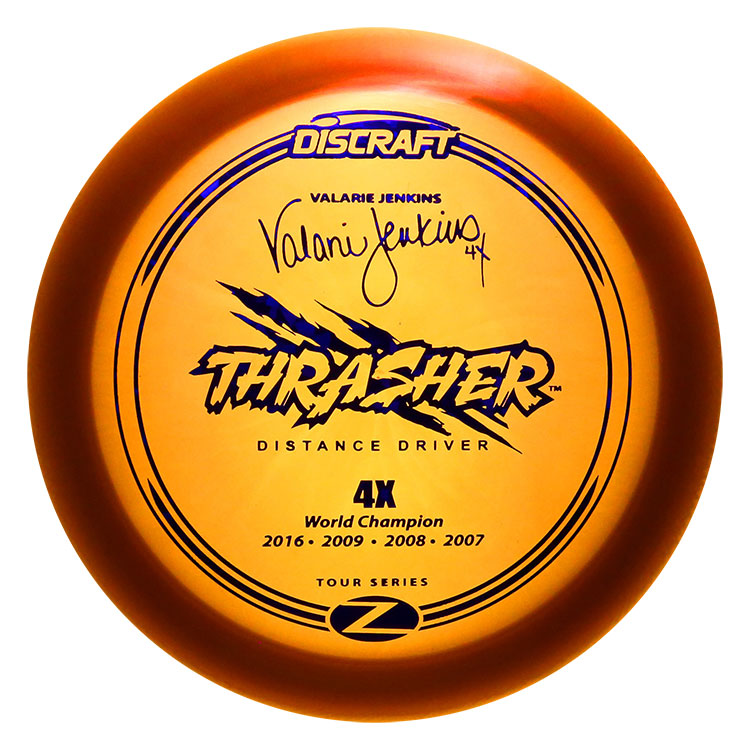 DISCRAFT
VALARIE JENKINS
Valarie Jenkins
4X
THRASHER™
DISTANCE DRIVER
4X
World Champion
2016 • 2009 • 2008 • 2007
TOUR SERIES
Z